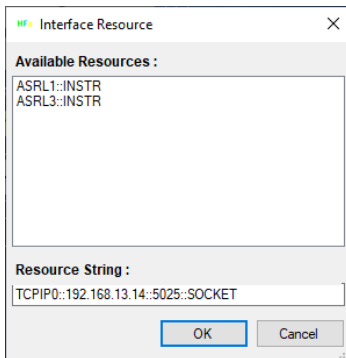 HF Interface Resource
Available Resources :
ASRL1::INSTR
ASRL3::INSTR
Resource String :
TCPIP0::192.168.13.14::5025::SOCKET
OK Cancel